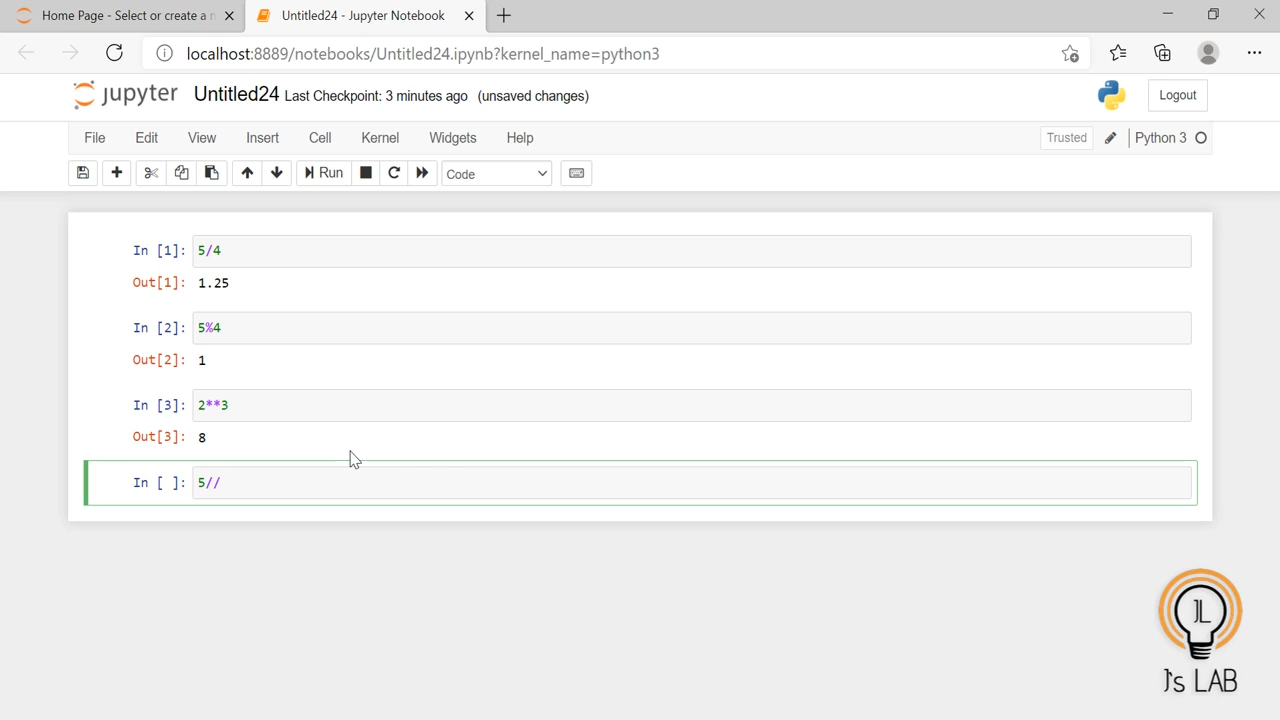 Home Page - Select or create a n
Untitled24 - Jupyter Notebook
localhost:8889/notebooks/Untitled24.ipynb?kernel_name=python3
jupyter Untitled24 Last Checkpoint: 3 minutes ago (unsaved changes)
Logout
File Edit View Insert Cell Kernel Widgets Help Trusted Python 3
Run Code
In [1]: 5/4
Out[1]: 1.25
In [2]: 5%4
Out[2]: 1
In [3]: 2**3
Out[3]: 8
In [ ]: 5//
JL
J's LAB